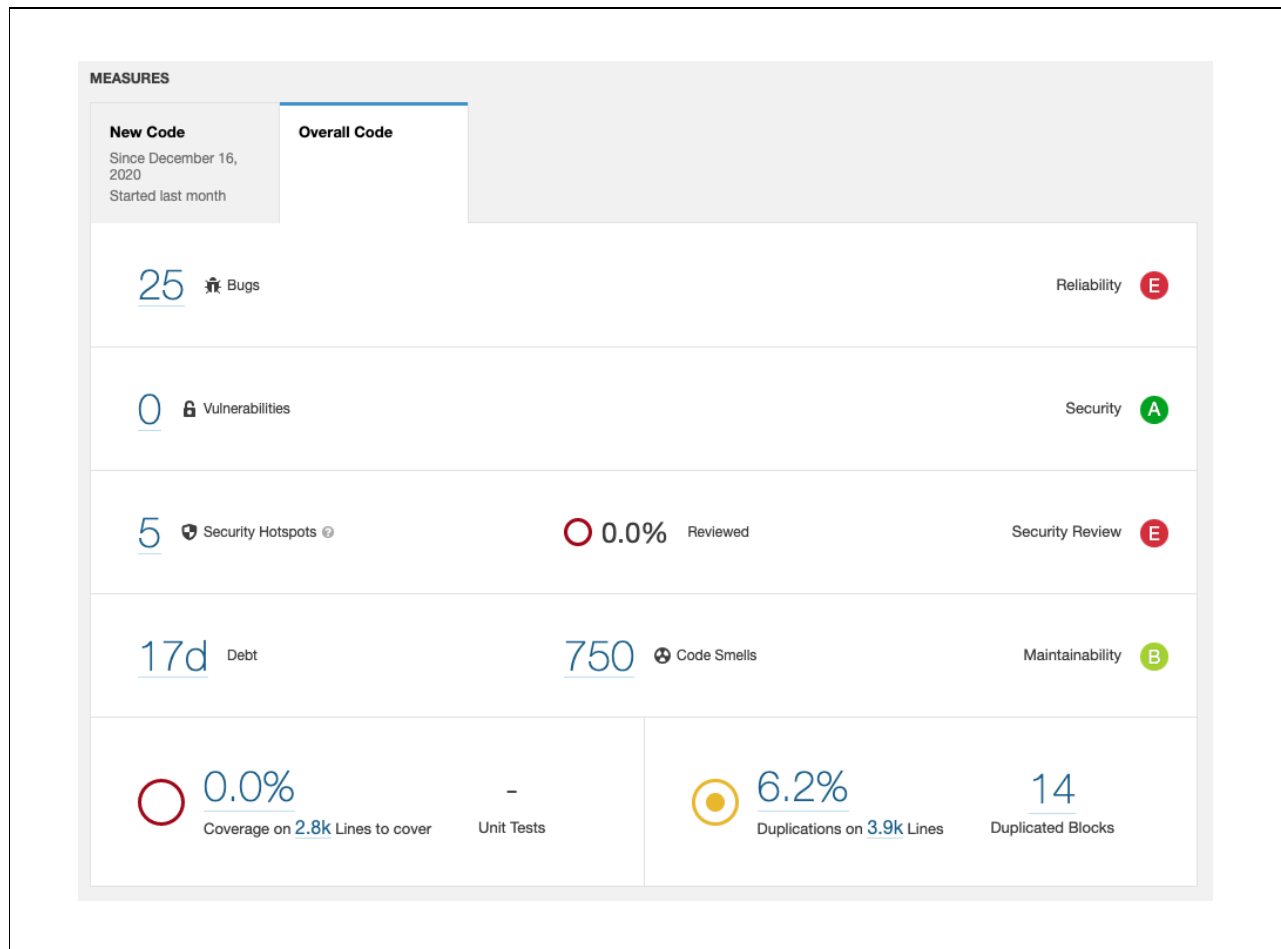 MEASURES
New Code
Since December 16,
2020
Started last month
Overall Code
25 Bugs
Reliability E
0 Vulnerabilities
Security A
5 Security Hotspots ?
0.0% Reviewed
Security Review E
17d Debt
750 Code Smells
Maintainability B
0.0%
Coverage on 2.8k Lines to cover
-
Unit Tests
6.2%
Duplications on 3.9k Lines
14
Duplicated Blocks